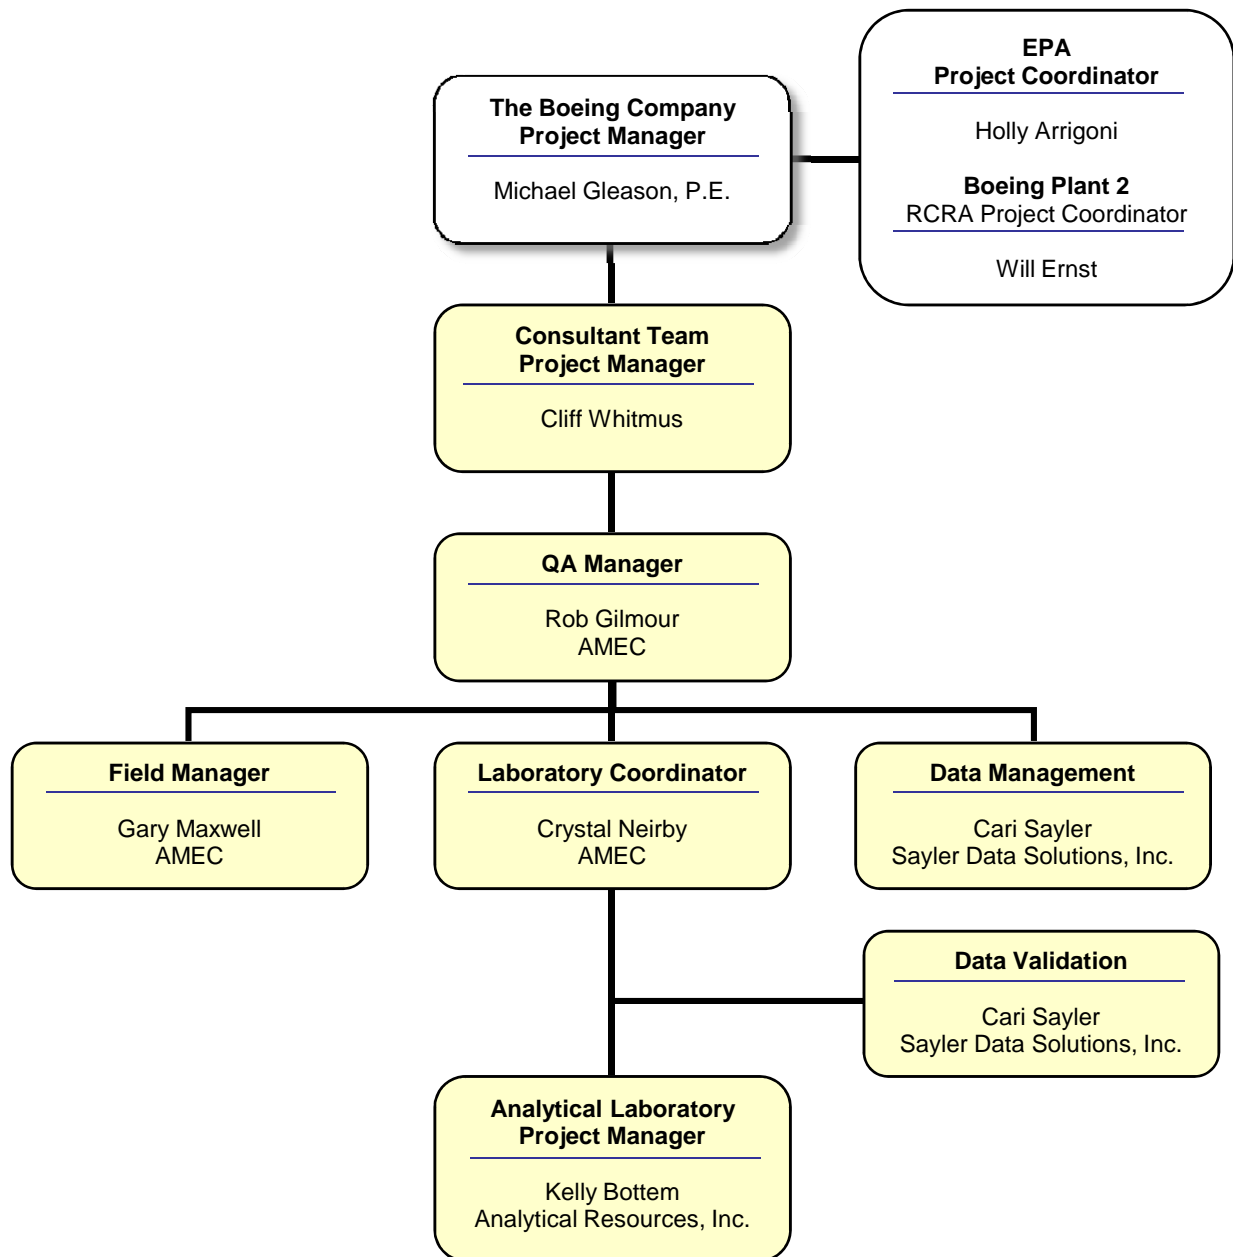 EPA
Project Coordinator
Holly Arrigoni
Boeing Plant 2
RCRA Project Coordinator
Will Ernst
The Boeing Company
Project Manager
Michael Gleason, P.E.
Consultant Team
Project Manager
Cliff Whitmus
QA Manager
Rob Gilmour
AMEC
Field Manager
Gary Maxwell
AMEC
Laboratory Coordinator
Crystal Neirby
AMEC
Data Management
Cari Sayler
Sayler Data Solutions, Inc.
Data Validation
Cari Sayler
Sayler Data Solutions, Inc.
Analytical Laboratory
Project Manager
Kelly Bottem
Analytical Resources, Inc.